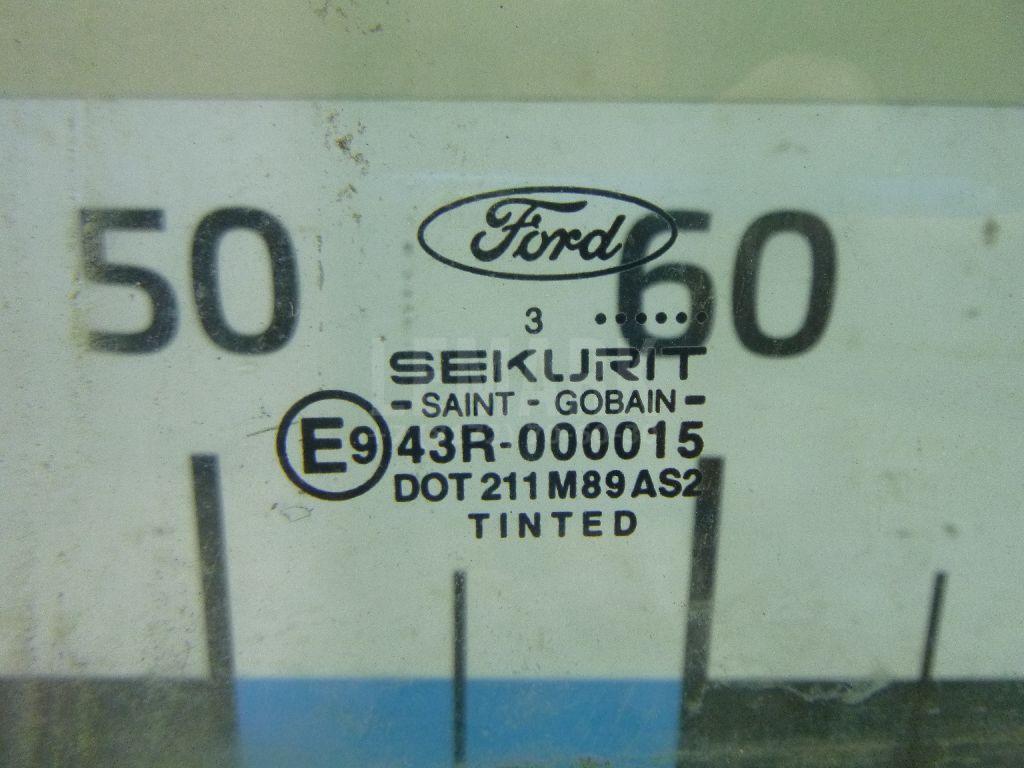 50 60
Ford
3 ......
SEKURIT
- SAINT - GOBAIN -
E9 43R-000015
DOT 211 M89 AS2
TINTED